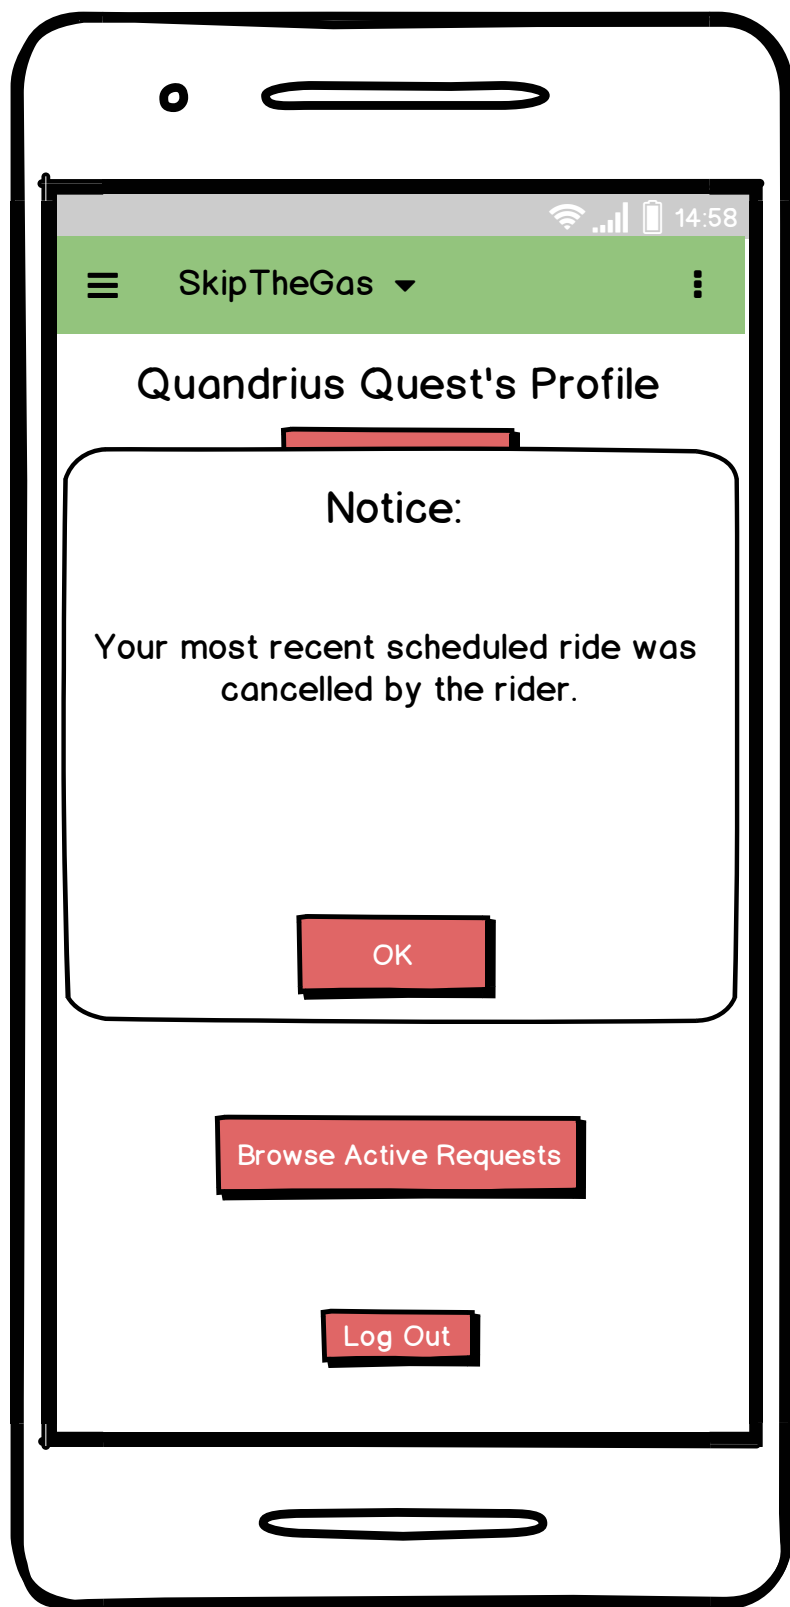 14:58
SkipTheGas
Quandrius Quest's Profile
Notice:
Your most recent scheduled ride was
cancelled by the rider.
OK
Browse Active Requests
Log Out